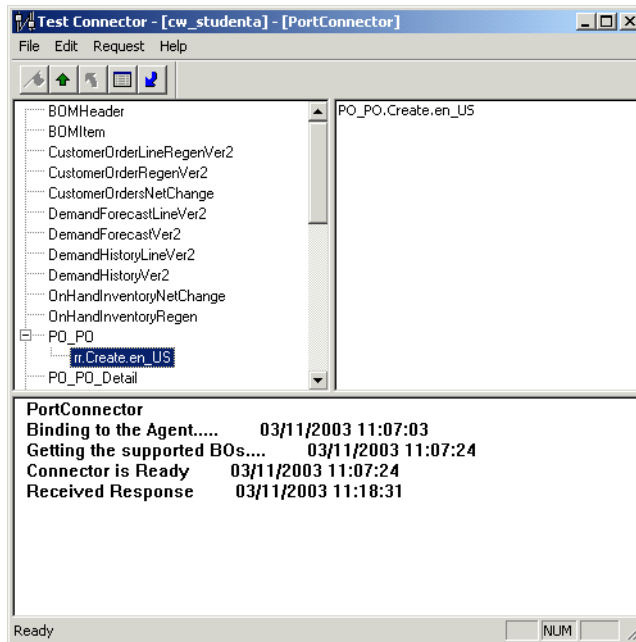 Test Connector - [cw_studenta] - [PortConnector]
File Edit Request Help
BOMHeader
BOMItem
CustomerOrderLineRegenVer2
CustomerOrderRegenVer2
CustomerOrdersNetChange
DemandForecastLineVer2
DemandForecastVer2
DemandHistoryLineVer2
DemandHistoryVer2
OnHandInventoryNetChange
OnHandInventoryRegen
PO_PO
rr.Create.en_US
PO_PO_Detail
PO_PO.Create.en_US
PortConnector
Binding to the Agent..... 03/11/2003 11:07:03
Getting the supported BOs.... 03/11/2003 11:07:24
Connector is Ready 03/11/2003 11:07:24
Received Response 03/11/2003 11:18:31
Ready NUM